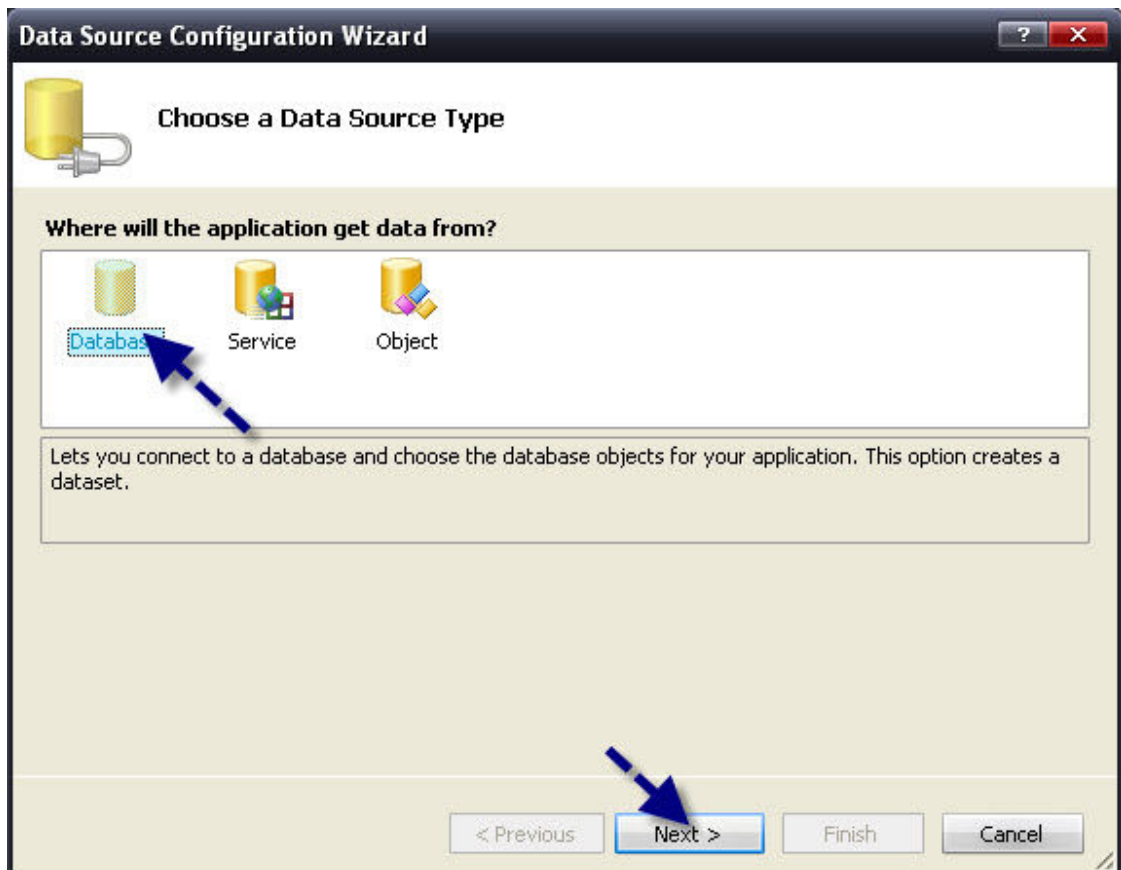 Data Source Configuration Wizard
?
X
Choose a Data Source Type
Where will the application get data from?
Database
Service
Object
Lets you connect to a database and choose the database objects for your application. This option creates a
dataset.
< Previous
Next >
Finish
Cancel